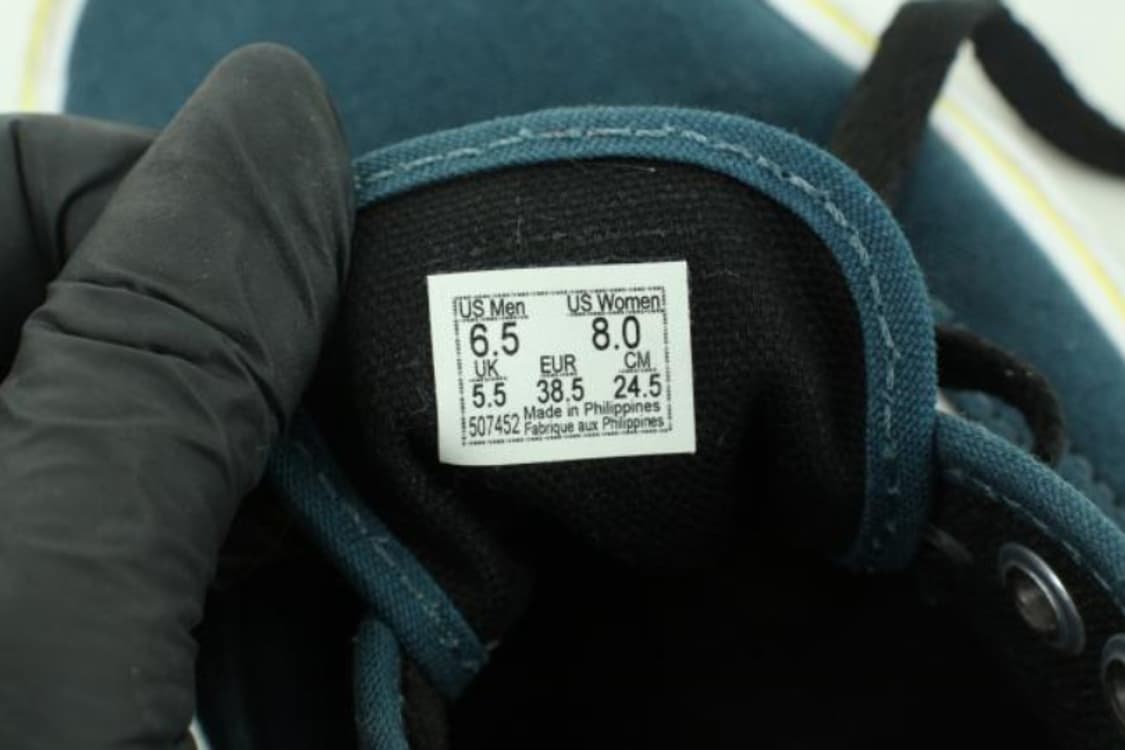 US Men US Women
6.5 8.0
UK EUR CM
5.5 38.5 24.5
507452 Made in Philippines
Fabrique aux Philippines